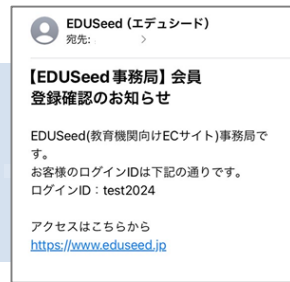 EDUSeed（エデュシード）
宛先:
【EDUSeed事務局】会員
登録確認のお知らせ
EDUSeed(教育機関向けECサイト)事務局で
す。
お客様のログインIDは下記の通りです。
ログインID：test2024
アクセスはこちらから
https://www.eduseed.jp